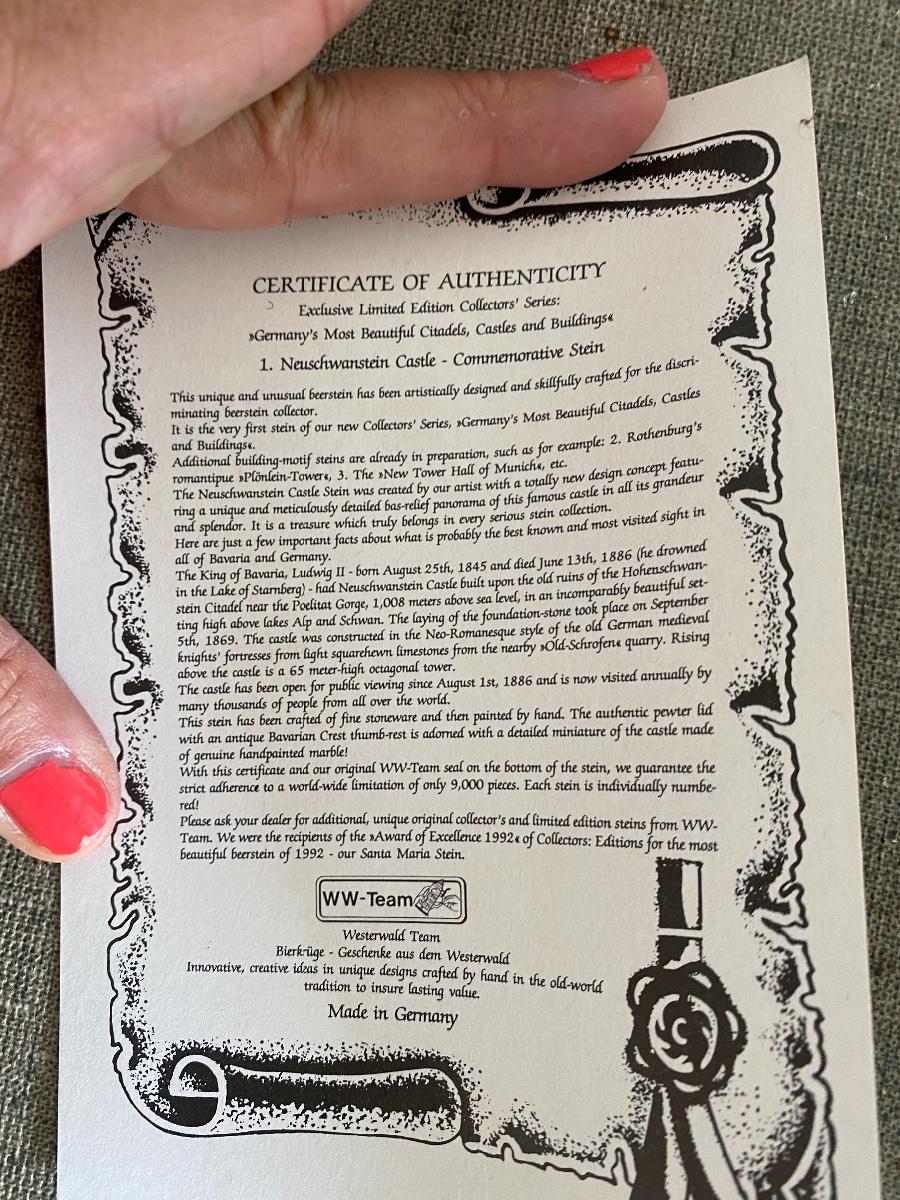 CERTIFICATE OF AUTHENTICITY
Exclusive Limited Edition Collectors' Series:
»Germany's Most Beautiful Citadels, Castles and Buildings«
1. Neuschwanstein Castle - Commemorative Stein
This unique and unusual beerstein has been artistically designed and skillfully crafted for the discri-
minating beerstein collector.
It is the very first stein of our new Collectors' Series, »Germany's Most Beautiful Citadels, Castles
and Buildings«.
Additional building-motif steins are already in preparation, such as for example: 2. Rothenburg's
romantipue »Plönlein-Tower«, 3. The »New Tower Hall of Munich«, etc.
The Neuschwanstein Castle Stein was created by our artist with a totally new design concept featu-
ring a unique and meticulously detailed bas-relief panorama of this famous castle in all its grandeur
and splendor. It is a treasure which truly belongs in every serious stein collection.
Here are just a few important facts about what is probably the best known and most visited sight in
all of Bavaria and Germany.
The King of Bavaria, Ludwig II - born August 25th, 1845 and died June 13th, 1886 (he drowned
in the Lake of Starnberg) - had Neuschwanstein Castle built upon the old ruins of the Hohenschwan-
stein Citadel near the Poelitat Gorge, 1,008 meters above sea level, in an incomparably beautiful set-
ting high above lakes Alp and Schwan. The laying of the foundation-stone took place on September
5th, 1869. The castle was constructed in the Neo-Romanesque style of the old German medieval
knights' fortresses from light squarehewn limestones from the nearby »Old-Schrofen« quarry. Rising
above the castle is a 65 meter-high octagonal tower.
The castle has been open for public viewing since August 1st, 1886 and is now visited annually by
many thousands of people from all over the world.
This stein has been crafted of fine stoneware and then painted by hand. The authentic pewter lid
with an antique Bavarian Crest thumb-rest is adorned with a detailed miniature of the castle made
of genuine handpainted marble!
With this certificate and our original WW-Team seal on the bottom of the stein, we guarantee the
strict adherence to a world-wide limitation of only 9,000 pieces. Each stein is individually numbe-
red!
Please ask your dealer for additional, unique original collector's and limited edition steins from WW-
Team. We were the recipients of the »Award of Excellence 1992« of Collectors: Editions for the most
beautiful beerstein of 1992 - our Santa Maria Stein.
WW-Team
Westerwald Team
Bierkrüge - Geschenke aus dem Westerwald
Innovative, creative ideas in unique designs crafted by hand in the old-world
tradition to insure lasting value.
Made in Germany